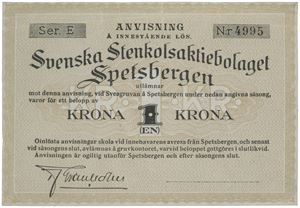 ANVISNING
Ser. E
Å INNESTÅENDE LÖN.
Nr 4995
Svenska Stenkolsaktiebolaget
Spetsbergen
utlämnar
mot denna anvisning, vid Sveagruvan å Spetsbergen under nedan angivna säsong,
varor för ett belopp av
KRONA 1 KRONA
(EN)
Oinlösta anvisningar skola vid innehavarens avresa från Spetsbergen, och senast
vid säsongens slut, avlämnas å gruvkontoret, varvid beloppet gottgöres i slutlikvid.
Anvisningen är ogiltig utanför Spetsbergen och efter säsongens slut.